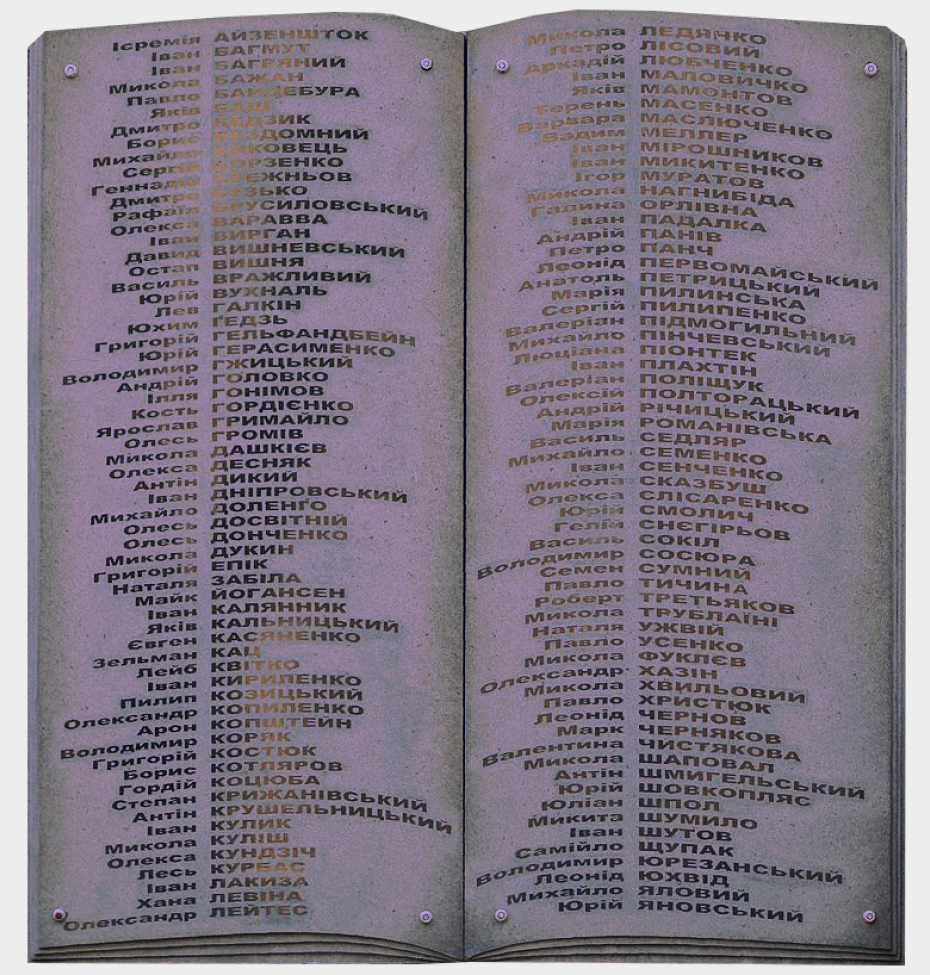 Ієремія АЙЗЕНШТОК
Іван БАГМУТ
Іван БАГРЯНИЙ
Микола БАЖАН
Павло БАНДЕБУРА
Яків БАШ
Дмитро БЕДЗИК
Борис БЕЗДОМНИЙ
Михайло БИКОВЕЦЬ
Сергій БОРЗЕНКО
Геннадій БРЕЖНЬОВ
Дмитро БУЗЬКО
Рафаїл БРУСИЛОВСЬКИЙ
Олекса ВАРАВВА
Іван ВИРГАН
Давид ВИШНЕВСЬКИЙ
Остап ВИШНЯ
Василь ВРАЖЛИВИЙ
Юрій ВУХНАЛЬ
Лев ГАЛКІН
Юхим ҐЕДЗЬ
Григорій ГЕЛЬФАНДБЕЙН
Юрій ГЕРАСИМЕНКО
Володимир ГЖИЦЬКИЙ
Андрій ГОЛОВКО
Ілля ГОНІМОВ
Кость ГОРДІЄНКО
Ярослав ГРИМАЙЛО
Олесь ГРОМІВ
Микола ДАШКІЄВ
Олекса ДЕСНЯК
Антін ДИКИЙ
Іван ДНІПРОВСЬКИЙ
Михайло ДОЛЕНҐО
Олесь ДОСВІТНІЙ
Олесь ДОНЧЕНКО
Микола ДУКИН
Григорій ЕПІК
Наталя ЗАБІЛА
Майк ЙОГАНСЕН
Іван КАЛЯННИК
Яків КАЛЬНИЦЬКИЙ
Євген КАСЯНЕНКО
Зельман КАЦ
Лейб КВІТКО
Іван КИРИЛЕНКО
Пилип КОЗИЦЬКИЙ
Олександр КОПИЛЕНКО
Арон КОПШТЕЙН
Володимир КОРЯК
Григорій КОСТЮК
Борис КОТЛЯРОВ
Гордій КОЦЮБА
Степан КРИЖАНІВСЬКИЙ
Антін КРУШЕЛЬНИЦЬКИЙ
Іван КУЛИК
Микола КУЛІШ
Олекса КУНДЗІЧ
Лесь КУРБАС
Іван ЛАКИЗА
Хана ЛЕВІНА
Олександр ЛЕЙТЕС
Микола ЛЕДЯЧКО
Петро ЛІСОВИЙ
Аркадій ЛЮБЧЕНКО
Іван МАЛОВИЧКО
Яків МАМОНТОВ
Терень МАСЕНКО
Варвара МАСЛЮЧЕНКО
Вадим МЕЛЛЕР
Іван МІРОШНИКОВ
Іван МИКИТЕНКО
Ігор МУРАТОВ
Микола НАГНИБІДА
Галина ОРЛІВНА
Іван ПАДАЛКА
Андрій ПАНІВ
Петро ПАНЧ
Леонід ПЕРВОМАЙСЬКИЙ
Анатоль ПЕТРИЦЬКИЙ
Марія ПИЛИНСЬКА
Сергій ПИЛИПЕНКО
Валеріан ПІДМОГИЛЬНИЙ
Михайло ПІНЧЕВСЬКИЙ
Люціана ПІОНТЕК
Іван ПЛАХТІН
Валеріан ПОЛІЩУК
Олексій ПОЛТОРАЦЬКИЙ
Андрій РІЧИЦЬКИЙ
Марія РОМАНІВСЬКА
Василь СЕДЛЯР
Михайло СЕМЕНКО
Іван СЕНЧЕНКО
Микола СКАЗБУШ
Олекса СЛІСАРЕНКО
Юрій СМОЛИЧ
Гелій СНЄГІРЬОВ
Василь СОКІЛ
Володимир СОСЮРА
Семен СУМНИЙ
Павло ТИЧИНА
Роберт ТРЕТЬЯКОВ
Микола ТРУБЛАЇНІ
Наталя УЖВІЙ
Павло УСЕНКО
Микола ФУКЛЄВ
Олександр ХАЗІН
Микола ХВИЛЬОВИЙ
Павло ХРИСТЮК
Леонід ЧЕРНОВ
Марк ЧЕРНЯКОВ
Валентина ЧИСТЯКОВА
Микола ШАПОВАЛ
Антін ШМИГЕЛЬСЬКИЙ
Юрій ШОВКОПЛЯС
Юліан ШПОЛ
Микита ШУМИЛО
Іван ШУТОВ
Самійло ЩУПАК
Володимир ЮРЕЗАНСЬКИЙ
Леонід ЮХВІД
Михайло ЯЛОВИЙ
Юрій ЯНОВСЬКИЙ